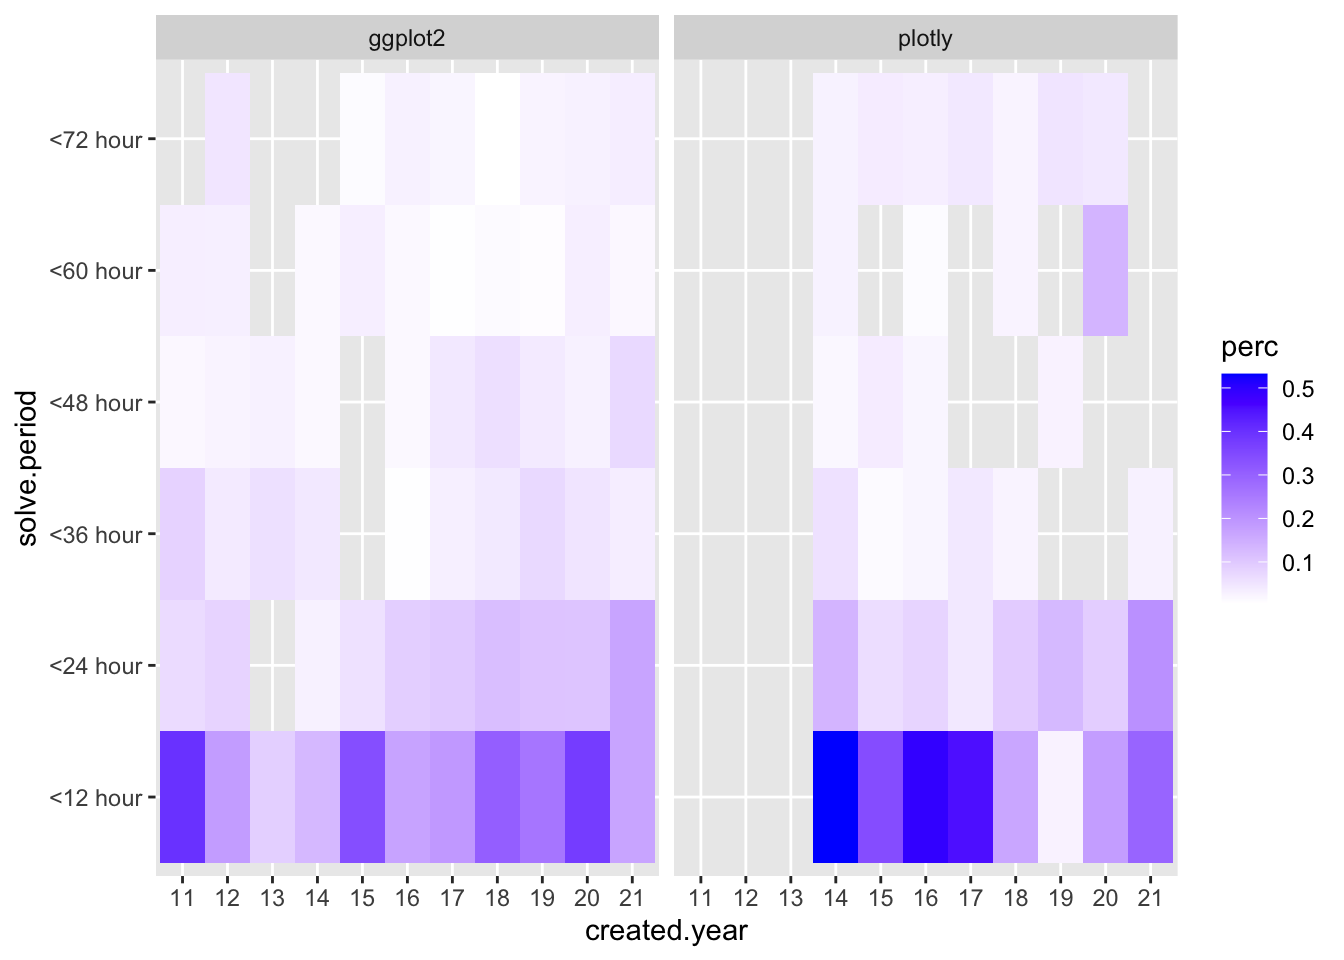 ggplot2 plotly
<72 hour
<60 hour
<48 hour
<36 hour
<24 hour
<12 hour
solve.period
11 12 13 14 15 16 17 18 19 20 21 11 12 13 14 15 16 17 18 19 20 21
created.year
perc
0.5
0.4
0.3
0.2
0.1